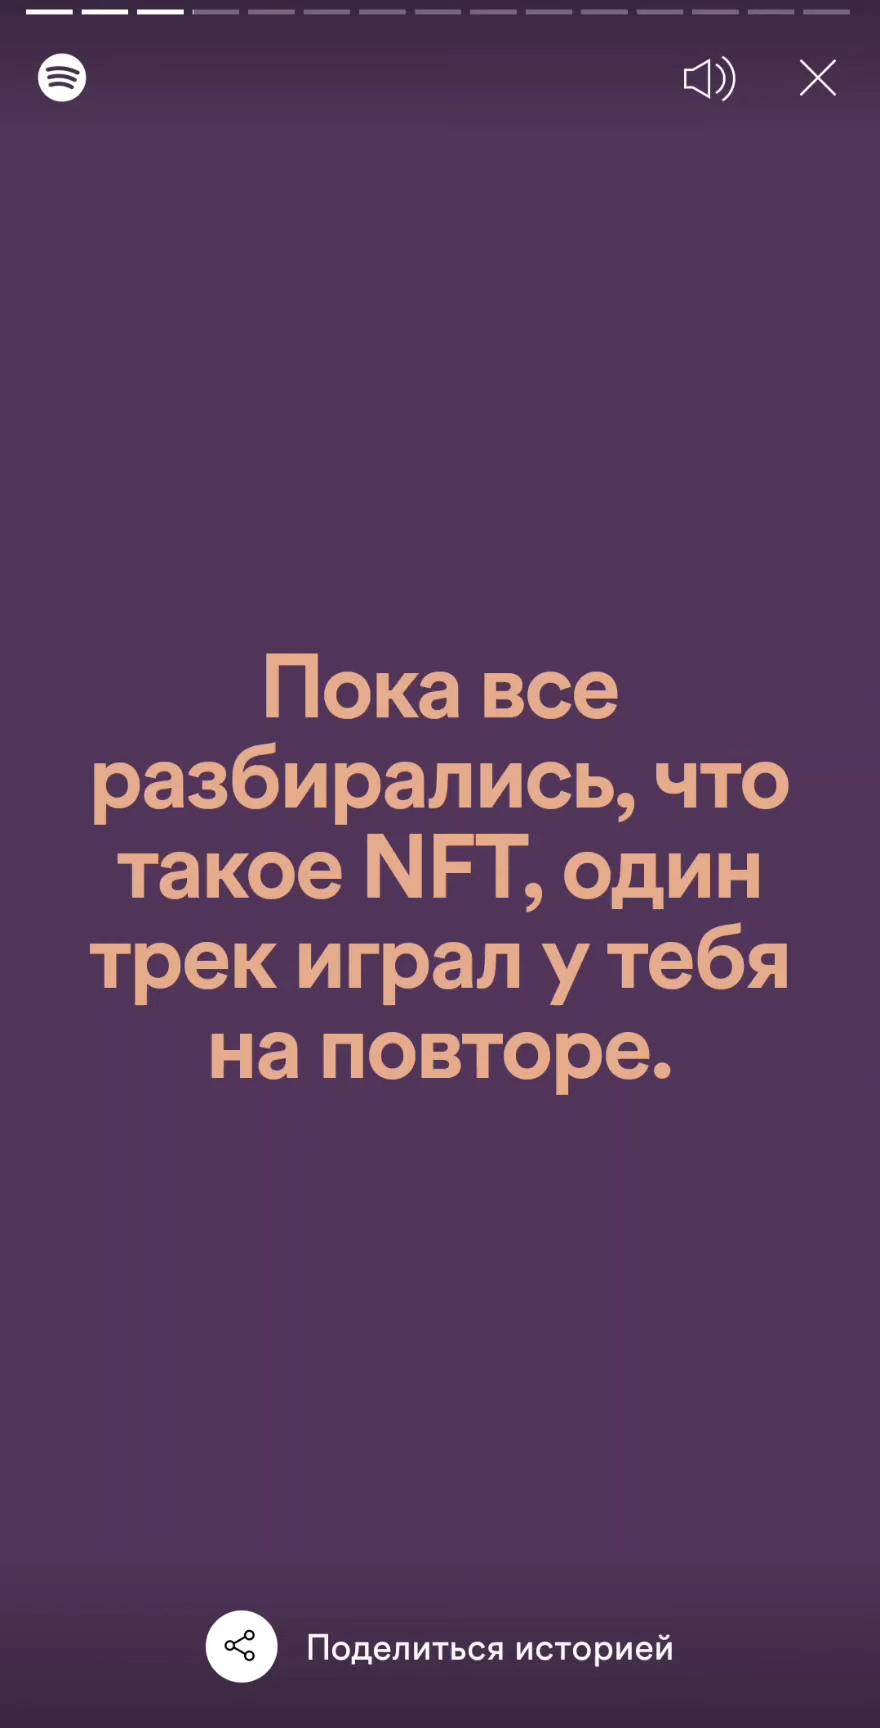 Пока все
разбирались, что
такое NFT, один
трек играл у тебя
на повторе.
Поделиться историей